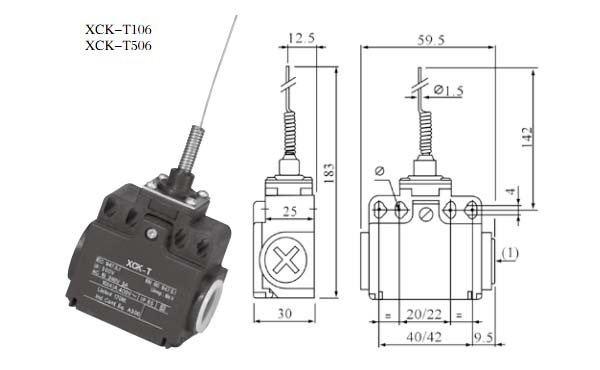 XCK-T106
XCK-T506
12.5
59.5
Ø1.5
183
142
Ø
4
25
(1)
XCK-T
30
= 20/22 =
40/42
9.5